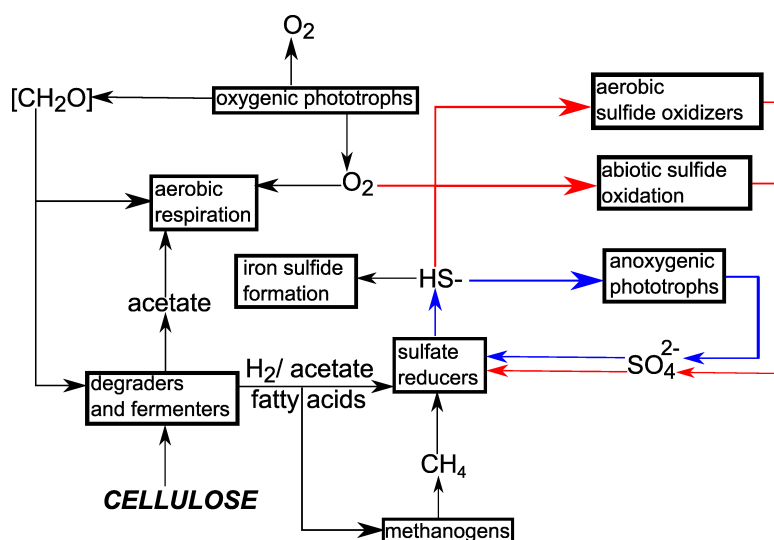 O2
[CH2O]
oxygenic phototrophs
aerobic
sulfide oxidizers
aerobic
respiration
O2
abiotic sulfide
oxidation
iron sulfide
formation
HS-
anoxygenic
phototrophs
acetate
degraders
and fermenters
H2/ acetate
fatty acids
sulfate
reducers
SO4 2-
CELLULOSE
CH4
methanogens